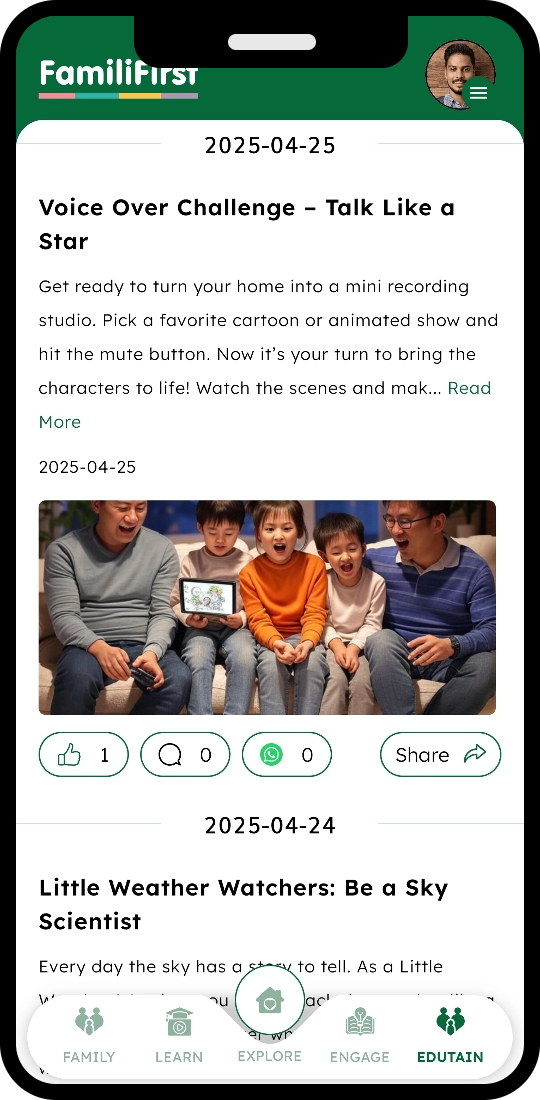 FamiliFirst
2025-04-25
Voice Over Challenge – Talk Like a
Star
Get ready to turn your home into a mini recording
studio. Pick a favorite cartoon or animated show and
hit the mute button. Now it’s your turn to bring the
characters to life! Watch the scenes and mak... Read
More
2025-04-25
1
0
0
Share
2025-04-24
Little Weather Watchers: Be a Sky
Scientist
Every day the sky has a story to tell. As a Little
FAMILY
LEARN
EXPLORE
ENGAGE
EDUTAIN